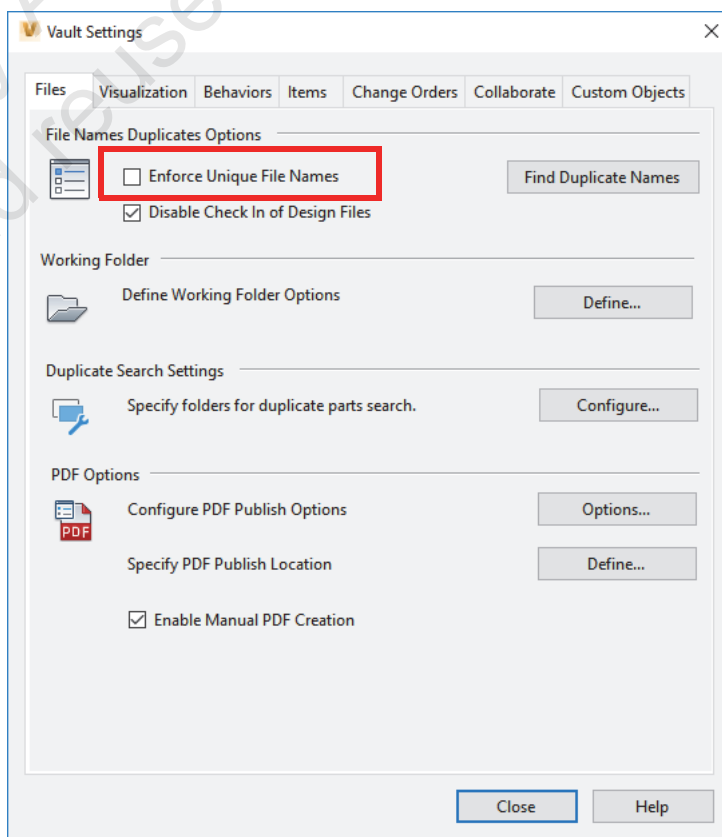 Vault Settings
Files Visualization Behaviors Items Change Orders Collaborate Custom Objects
File Names Duplicates Options
Enforce Unique File Names Find Duplicate Names
Disable Check In of Design Files
Working Folder
Define Working Folder Options Define...
Duplicate Search Settings
Specify folders for duplicate parts search. Configure...
PDF Options
PDF
Configure PDF Publish Options Options...
Specify PDF Publish Location Define...
Enable Manual PDF Creation
Close Help